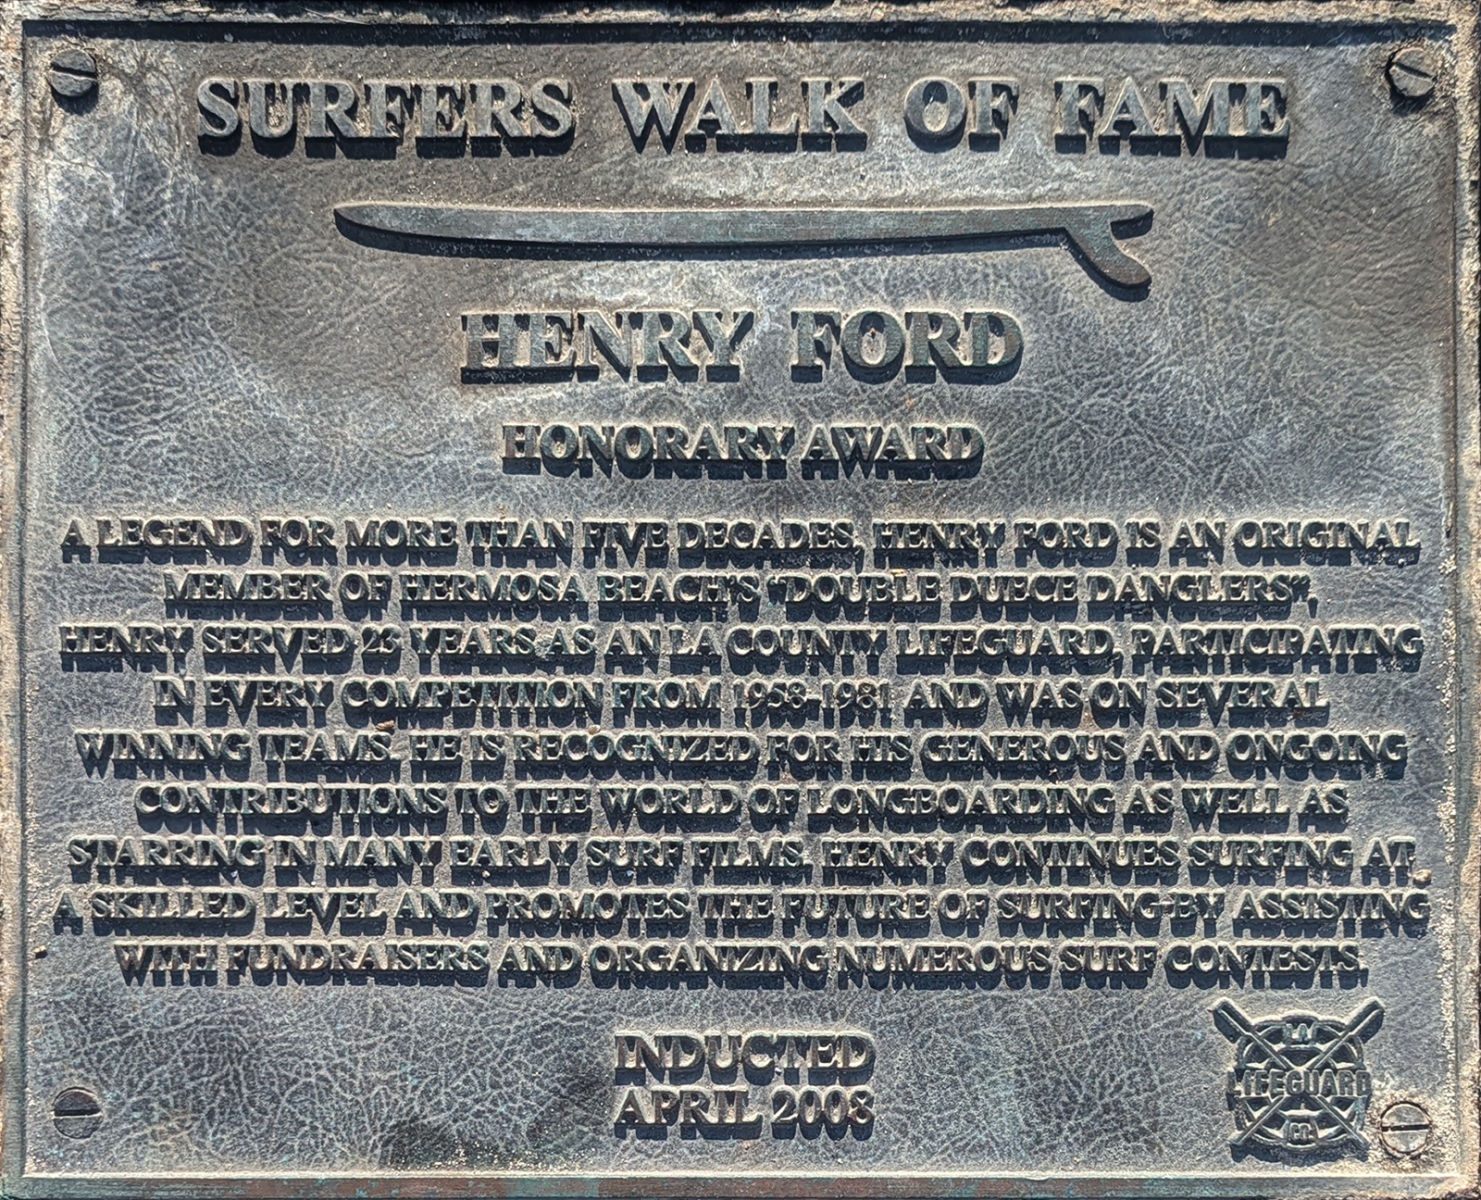 SURFERS WALK OF FAME
HENRY FORD
HONORARY AWARD
A LEGEND FOR MORE THAN FIVE DECADES, HENRY FORD IS AN ORIGINAL
MEMBER OF HERMOSA BEACH'S "DOUBLE DUECE DANGLERS",
HENRY SERVED 23 YEARS AS AN LA COUNTY LIFEGUARD, PARTICIPATING
IN EVERY COMPETITION FROM 1958-1981 AND WAS ON SEVERAL
WINNING TEAMS. HE IS RECOGNIZED FOR HIS GENEROUS AND ONGOING
CONTRIBUTIONS TO THE WORLD OF LONGBOARDING AS WELL AS
STARRING IN MANY EARLY SURF FILMS. HENRY CONTINUES SURFING AT
A SKILLED LEVEL AND PROMOTES THE FUTURE OF SURFING BY ASSISTING
WITH FUNDRAISERS AND ORGANIZING NUMEROUS SURF CONTESTS.
INDUCTED
APRIL 2008
L.A.
LIFEGUARD
CO.